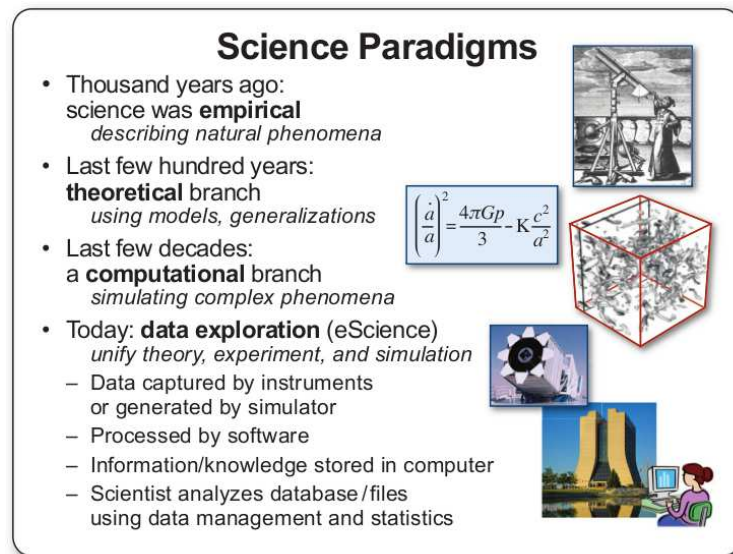 Science Paradigms
• Thousand years ago:
science was empirical
describing natural phenomena
• Last few hundred years:
theoretical branch
using models, generalizations
(ȧ/a)² = 4πGp/3 − K c²/a²
• Last few decades:
a computational branch
simulating complex phenomena
• Today: data exploration (eScience)
unify theory, experiment, and simulation
– Data captured by instruments
or generated by simulator
– Processed by software
– Information/knowledge stored in computer
– Scientist analyzes database/files
using data management and statistics